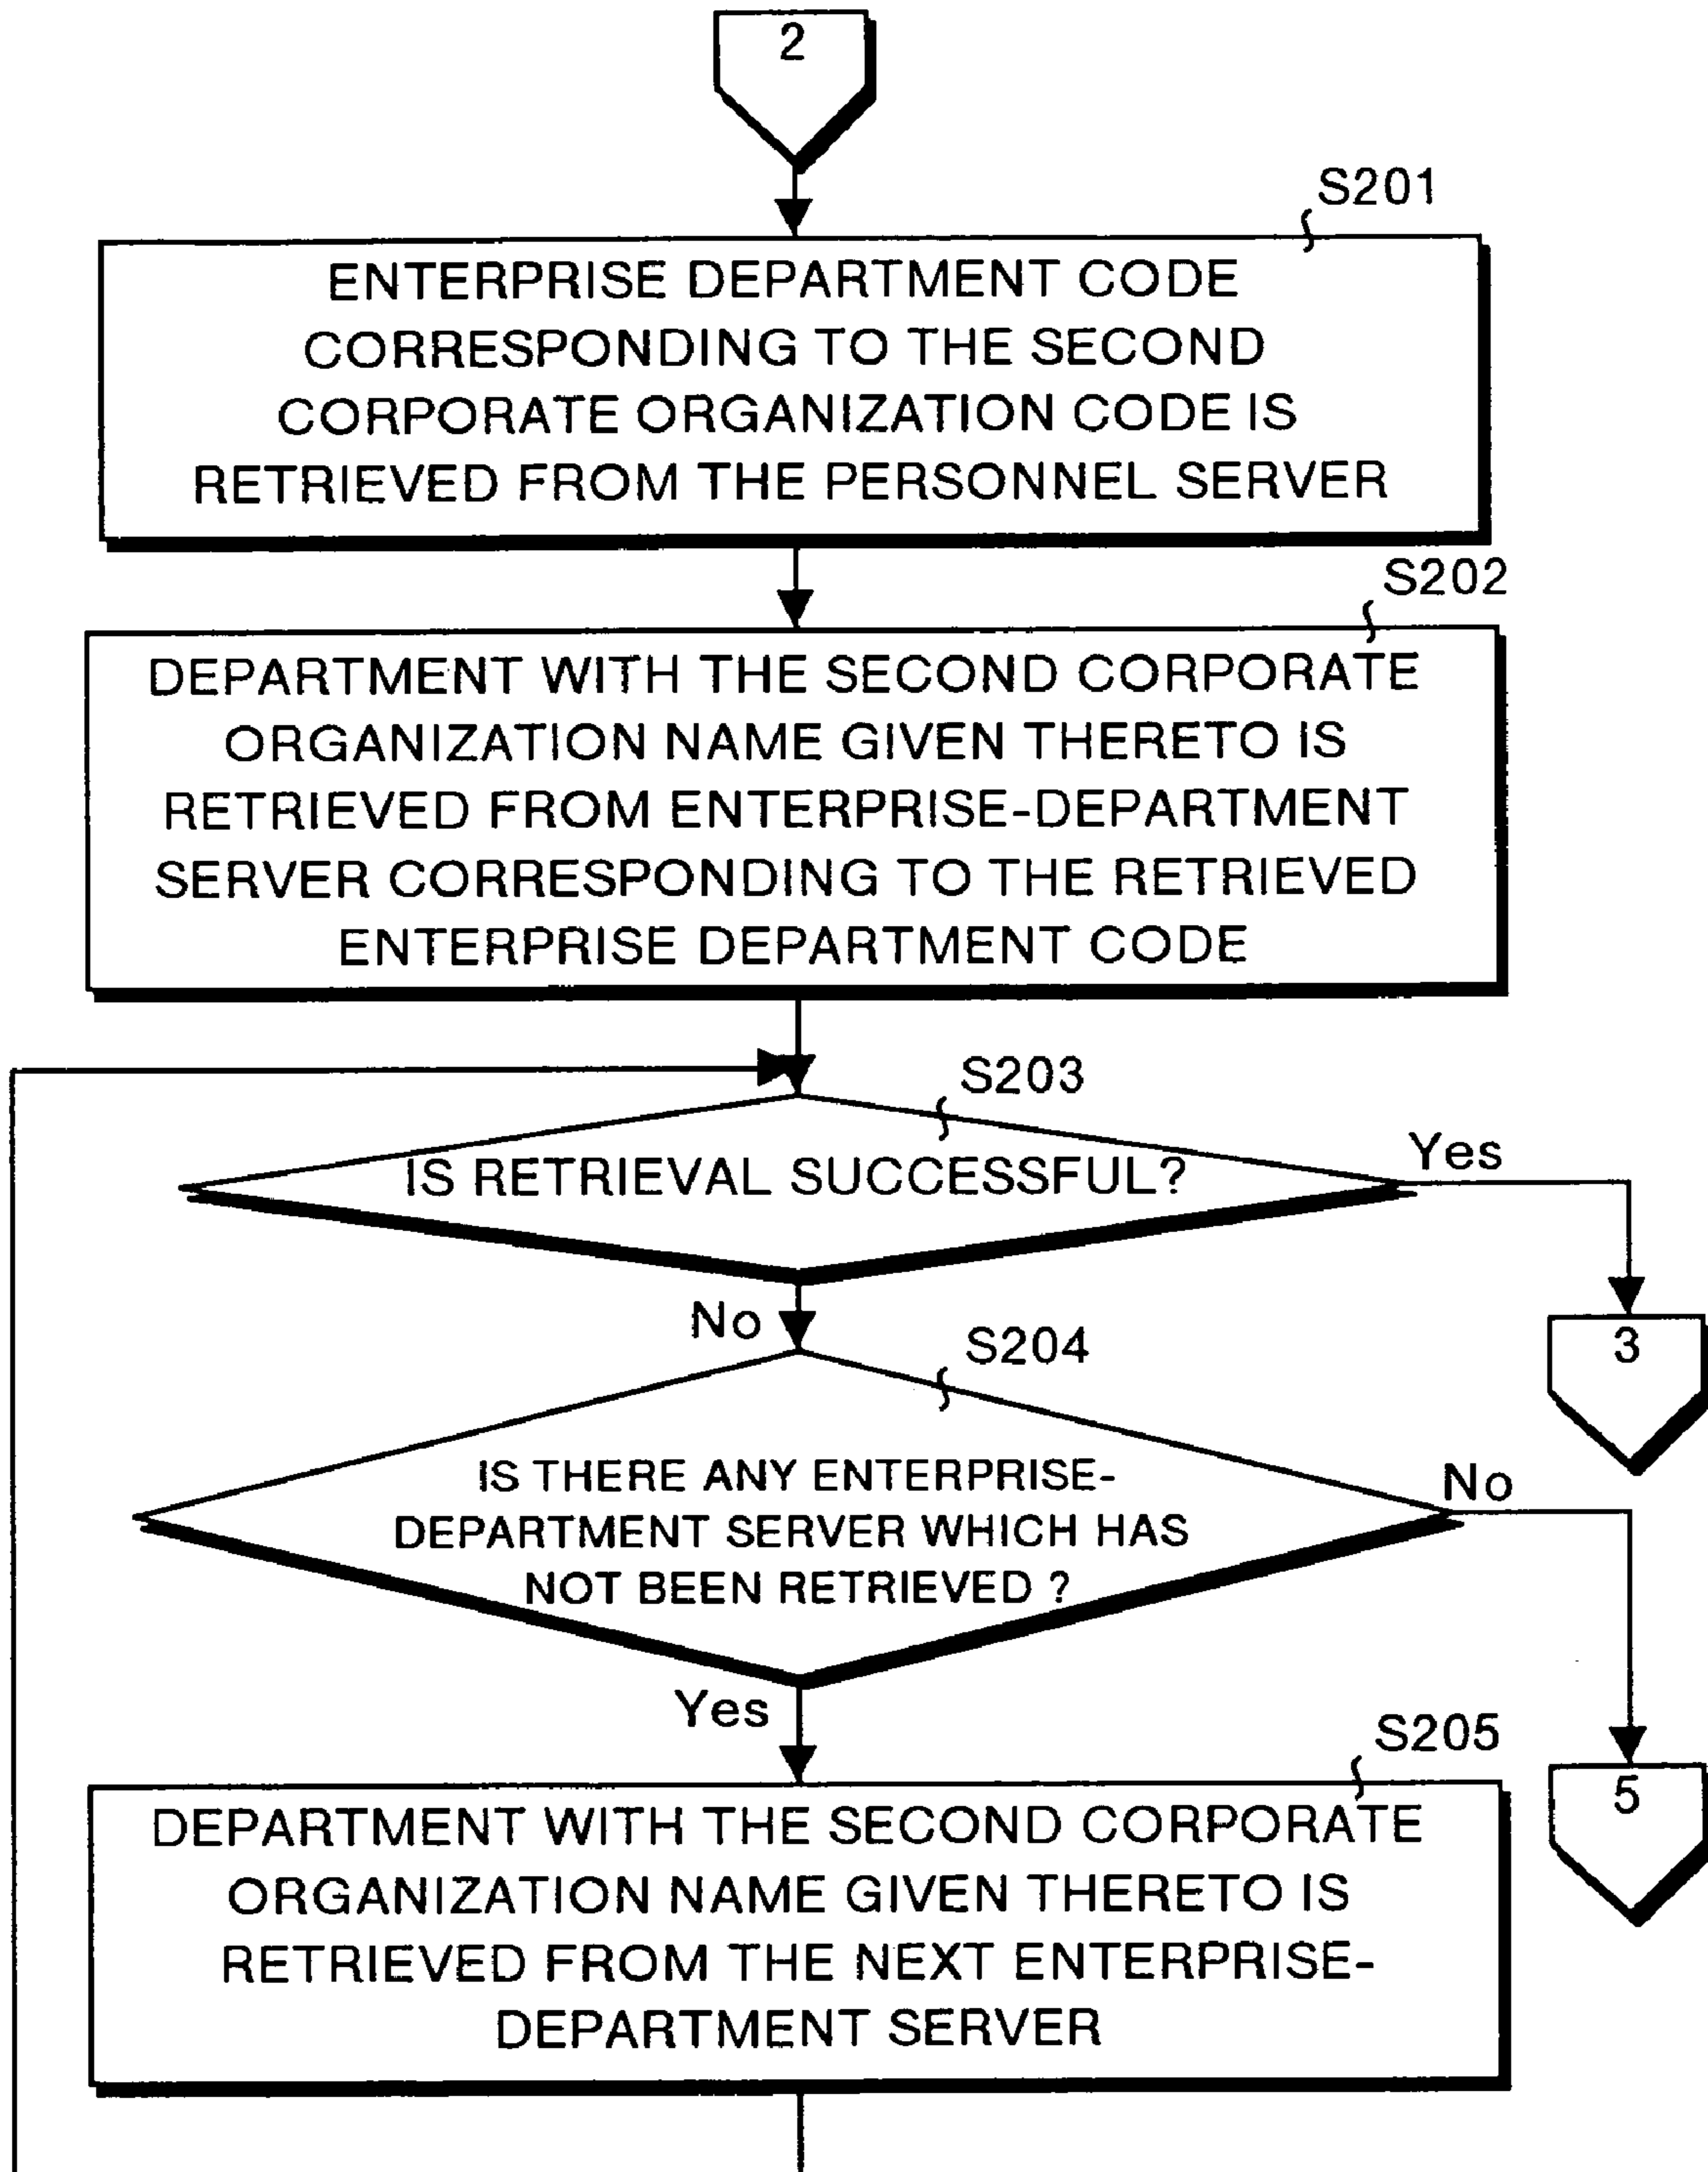 2
S201
ENTERPRISE DEPARTMENT CODE
CORRESPONDING TO THE SECOND
CORPORATE ORGANIZATION CODE IS
RETRIEVED FROM THE PERSONNEL SERVER
S202
DEPARTMENT WITH THE SECOND CORPORATE
ORGANIZATION NAME GIVEN THERETO IS
RETRIEVED FROM ENTERPRISE-DEPARTMENT
SERVER CORRESPONDING TO THE RETRIEVED
ENTERPRISE DEPARTMENT CODE
S203
IS RETRIEVAL SUCCESSFUL?
Yes
No
3
S204
IS THERE ANY ENTERPRISE-
DEPARTMENT SERVER WHICH HAS
NOT BEEN RETRIEVED ?
No
Yes
5
S205
DEPARTMENT WITH THE SECOND CORPORATE
ORGANIZATION NAME GIVEN THERETO IS
RETRIEVED FROM THE NEXT ENTERPRISE-
DEPARTMENT SERVER